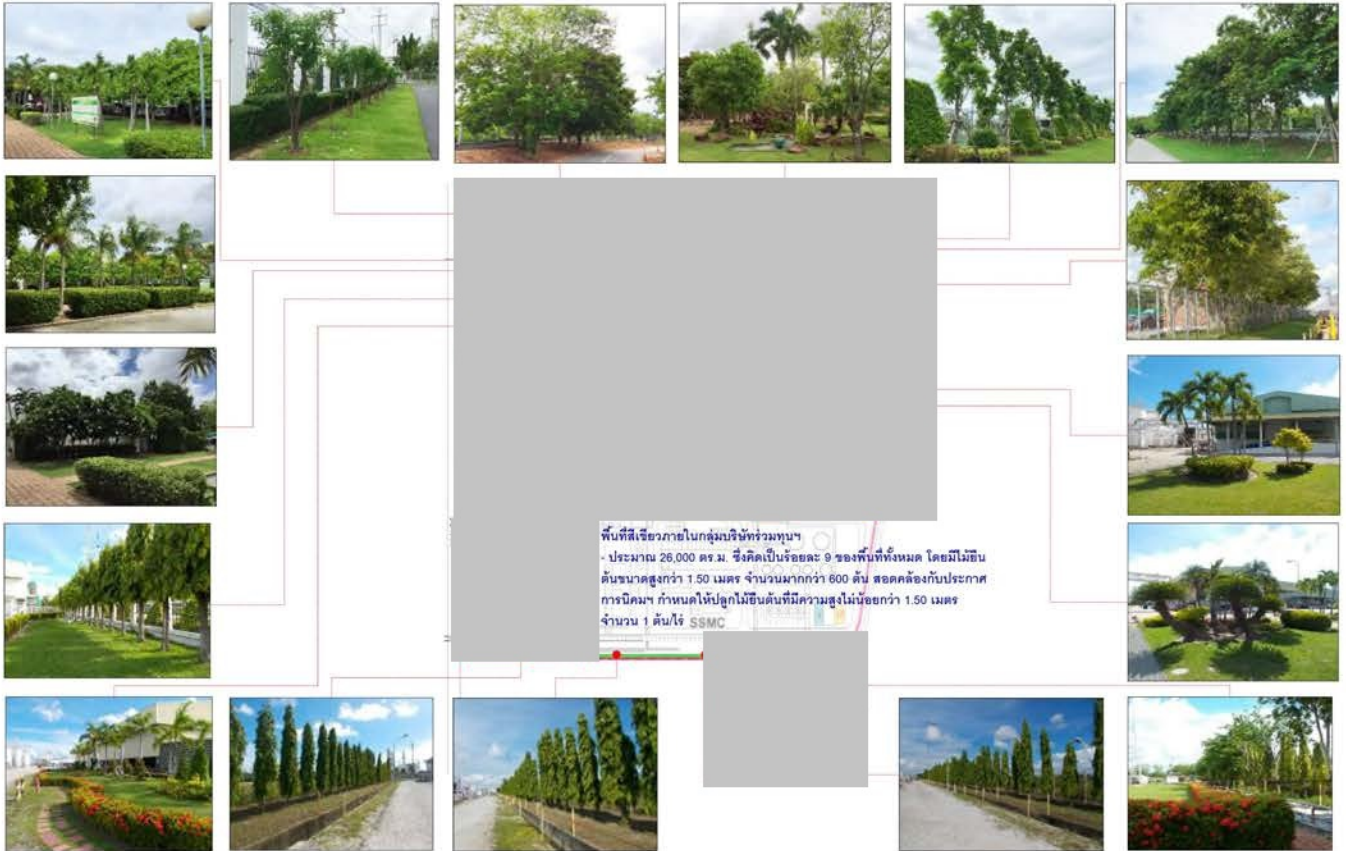 พื้นที่สีเขียวภายในกลุ่มบริษัทร่วมทุนฯ
- ประมาณ 26,000 ตร.ม. ซึ่งคิดเป็นร้อยละ 9 ของพื้นที่ทั้งหมด โดยมีไม้ยืน
ต้นขนาดสูงกว่า 1.50 เมตร จำนวนมากกว่า 600 ต้น สอดคล้องกับประกาศ
การนิคมฯ กำหนดให้ปลูกไม้ยืนต้นที่มีความสูงไม่น้อยกว่า 1.50 เมตร
จำนวน 1 ต้น/ไร่ SSMC